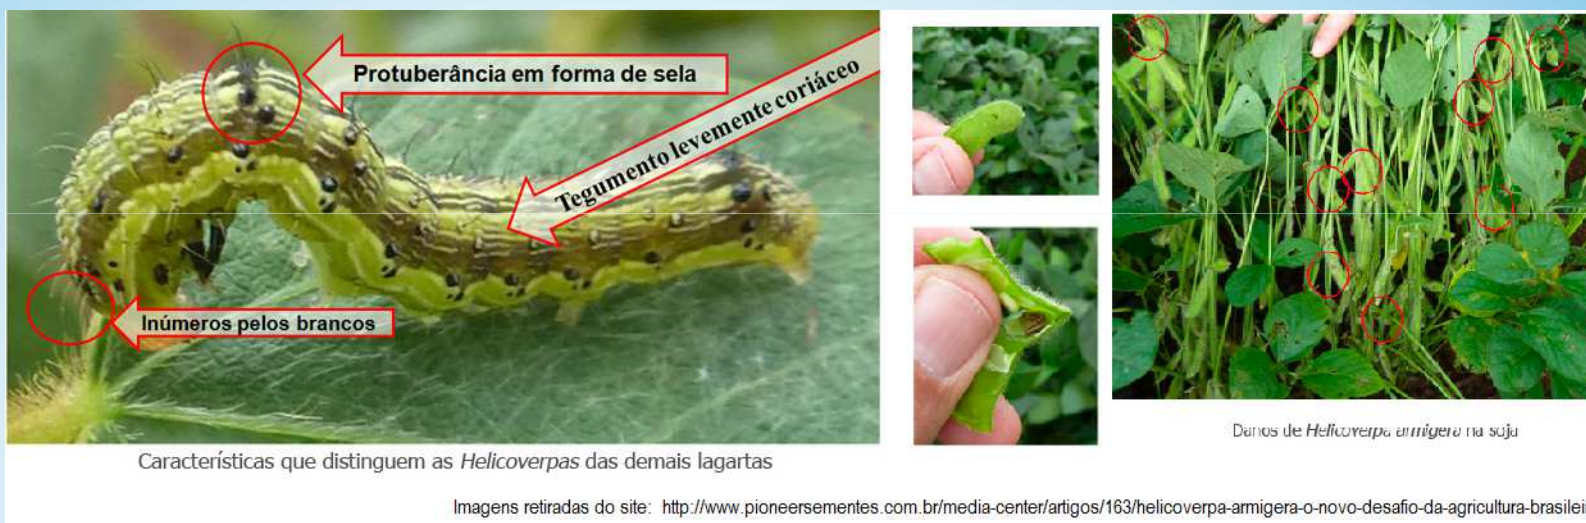 Protuberância em forma de sela
Tegumento levemente coriáceo
Inúmeros pelos brancos
Características que distinguem as Helicoverpas das demais lagartas
Danos de Helicoverpa armigera na soja
Imagens retiradas do site: http://www.pioneersementes.com.br/media-center/artigos/163/helicoverpa-armigera-o-novo-desafio-da-agricultura-brasilei